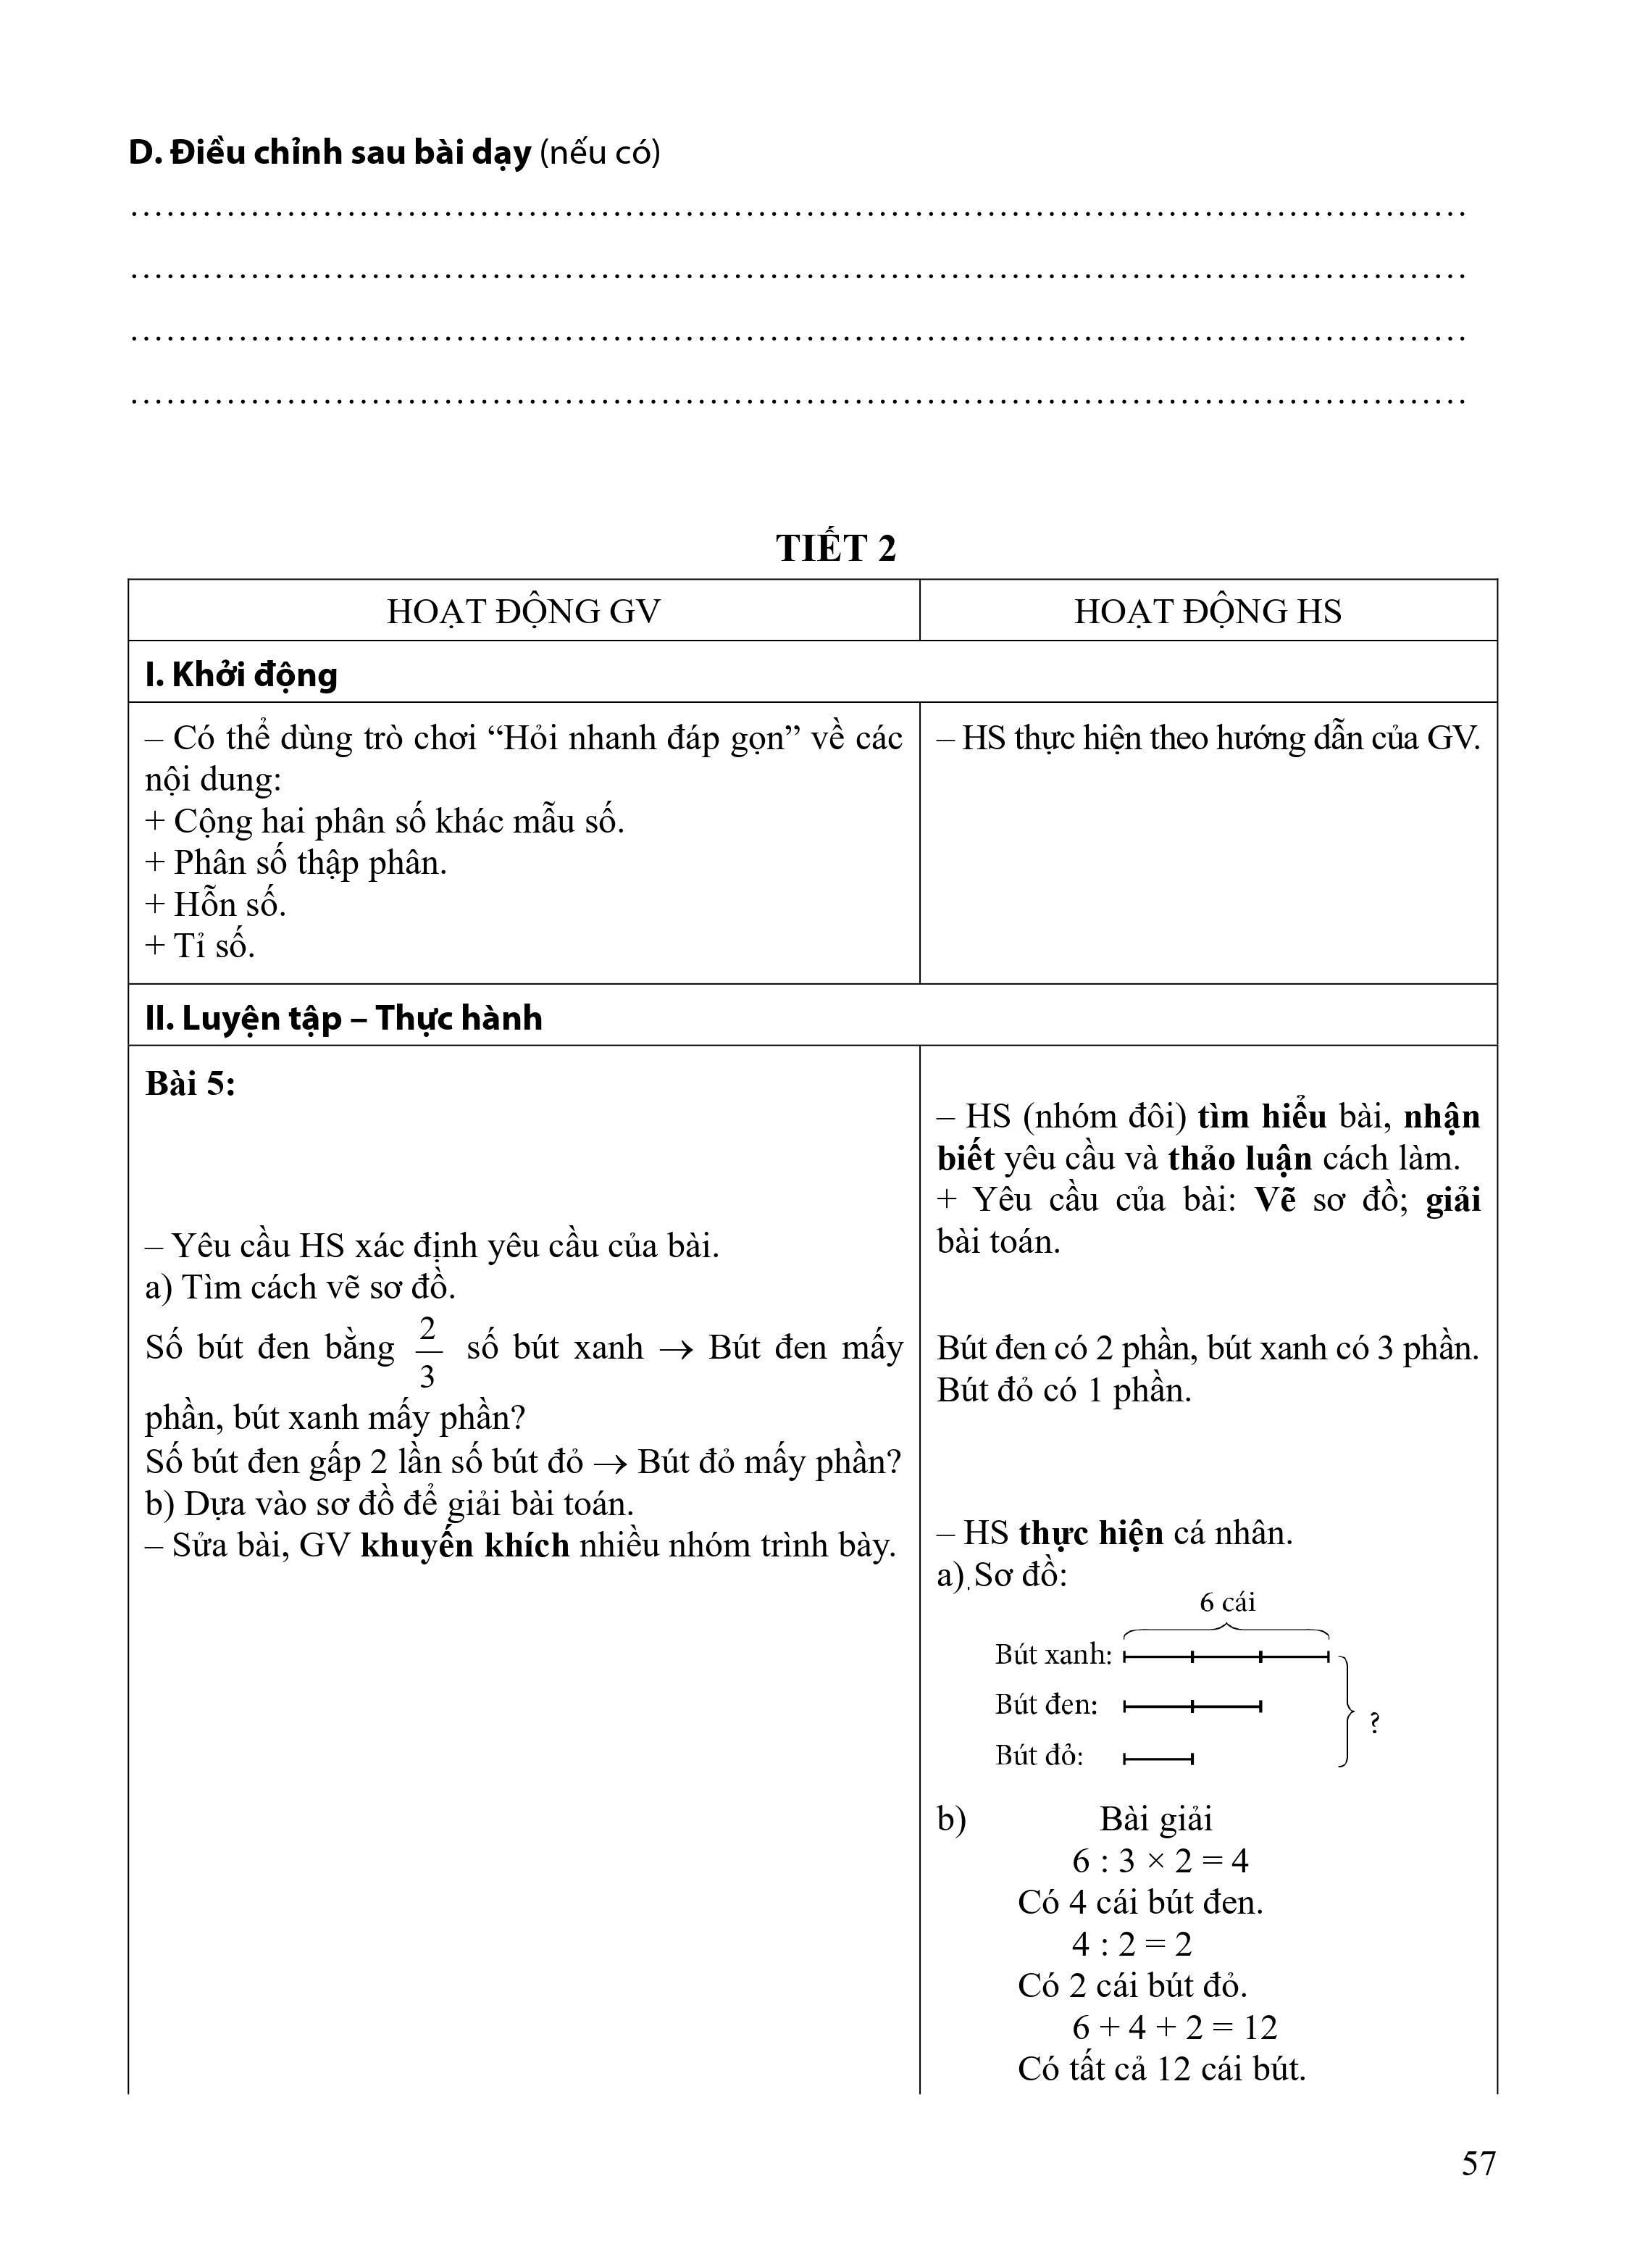 D. Điều chỉnh sau bài dạy (nếu có)
TIẾT 2
HOẠT ĐỘNG GV
HOẠT ĐỘNG HS
I. Khởi động
– Có thể dùng trò chơi “Hỏi nhanh đáp gọn” về các
nội dung:
+ Cộng hai phân số khác mẫu số.
+ Phân số thập phân.
+ Hỗn số.
+ Tỉ số.
– HS thực hiện theo hướng dẫn của GV.
II. Luyện tập – Thực hành
Bài 5:
– Yêu cầu HS xác định yêu cầu của bài.
a) Tìm cách vẽ sơ đồ.
Số bút đen bằng 2/3 số bút xanh → Bút đen mấy
phần, bút xanh mấy phần?
Số bút đen gấp 2 lần số bút đỏ → Bút đỏ mấy phần?
b) Dựa vào sơ đồ để giải bài toán.
– Sửa bài, GV khuyến khích nhiều nhóm trình bày.
– HS (nhóm đôi) tìm hiểu bài, nhận
biết yêu cầu và thảo luận cách làm.
+ Yêu cầu của bài: Vẽ sơ đồ; giải
bài toán.
Bút đen có 2 phần, bút xanh có 3 phần.
Bút đỏ có 1 phần.
– HS thực hiện cá nhân.
a) Sơ đồ:
6 cái
Bút xanh:
Bút đen:
?
Bút đỏ:
b) Bài giải
6 : 3 × 2 = 4
Có 4 cái bút đen.
4 : 2 = 2
Có 2 cái bút đỏ.
6 + 4 + 2 = 12
Có tất cả 12 cái bút.
57